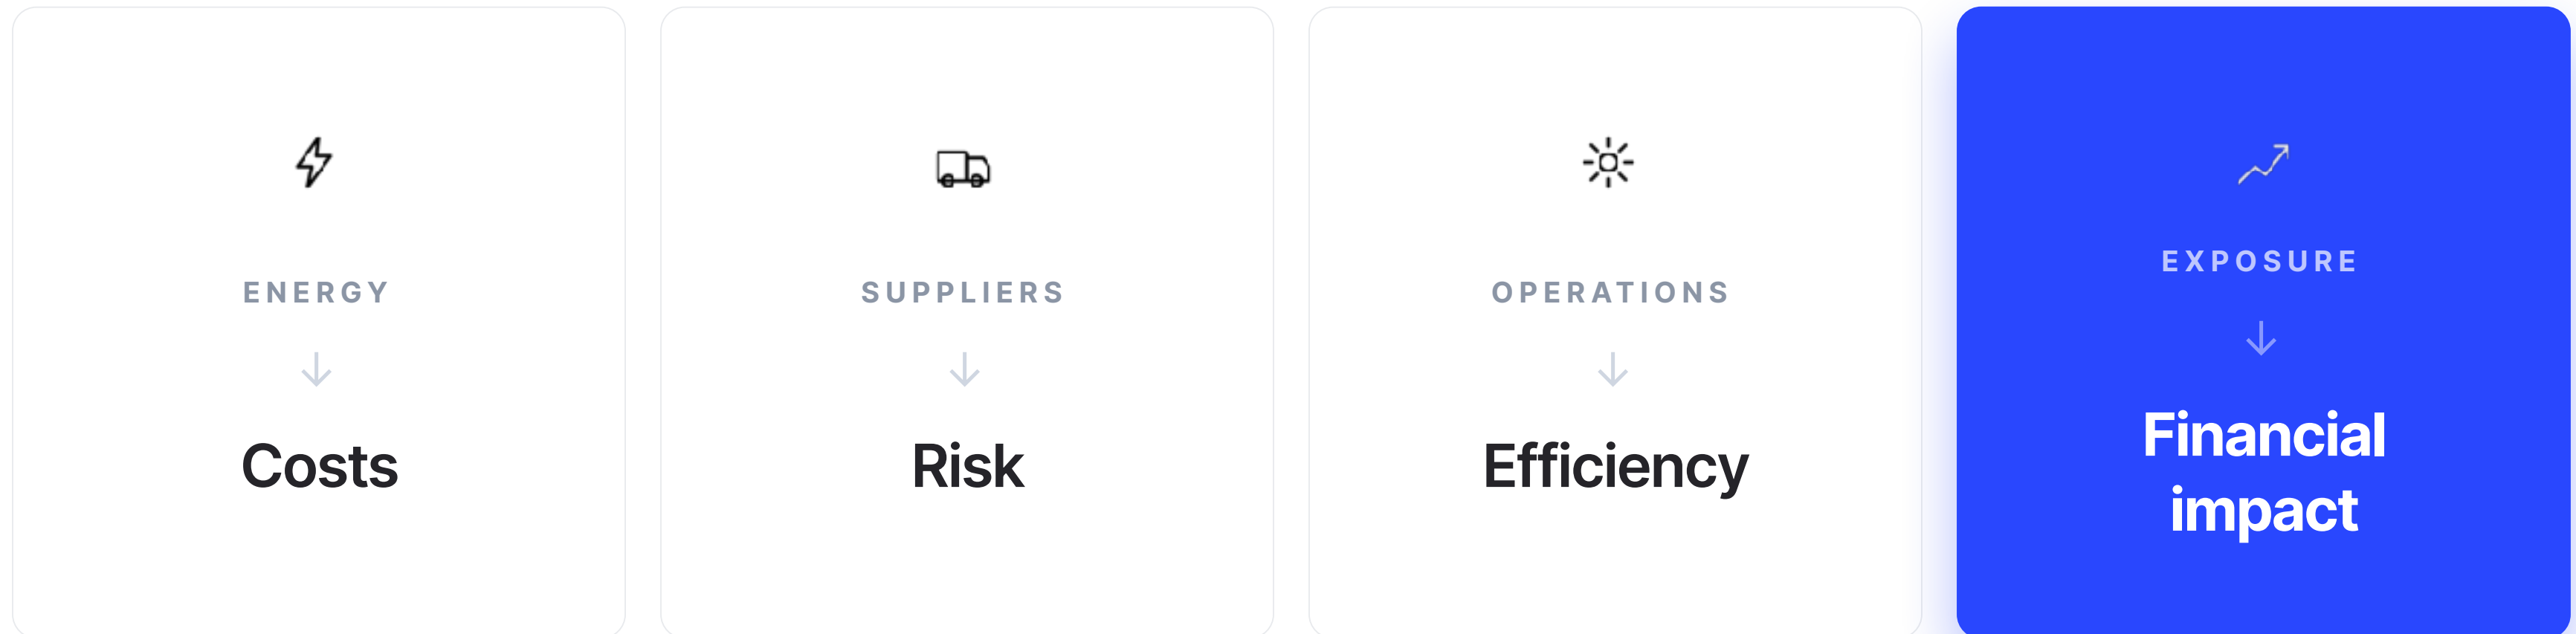 ENERGY
Costs
SUPPLIERS
Risk
OPERATIONS
Efficiency
EXPOSURE
Financial
impact